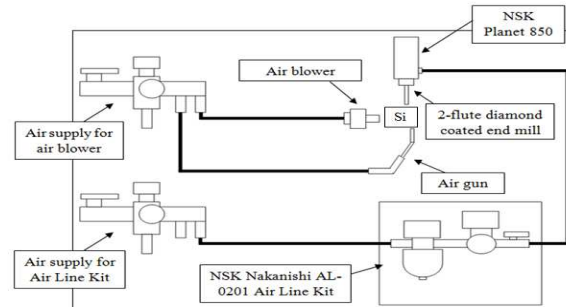 NSK
Planet 850
Air blower
Si
2-flute diamond
coated end mill
Air supply for
air blower
Air gun
Air supply for
Air Line Kit
NSK Nakanishi AL-
0201 Air Line Kit